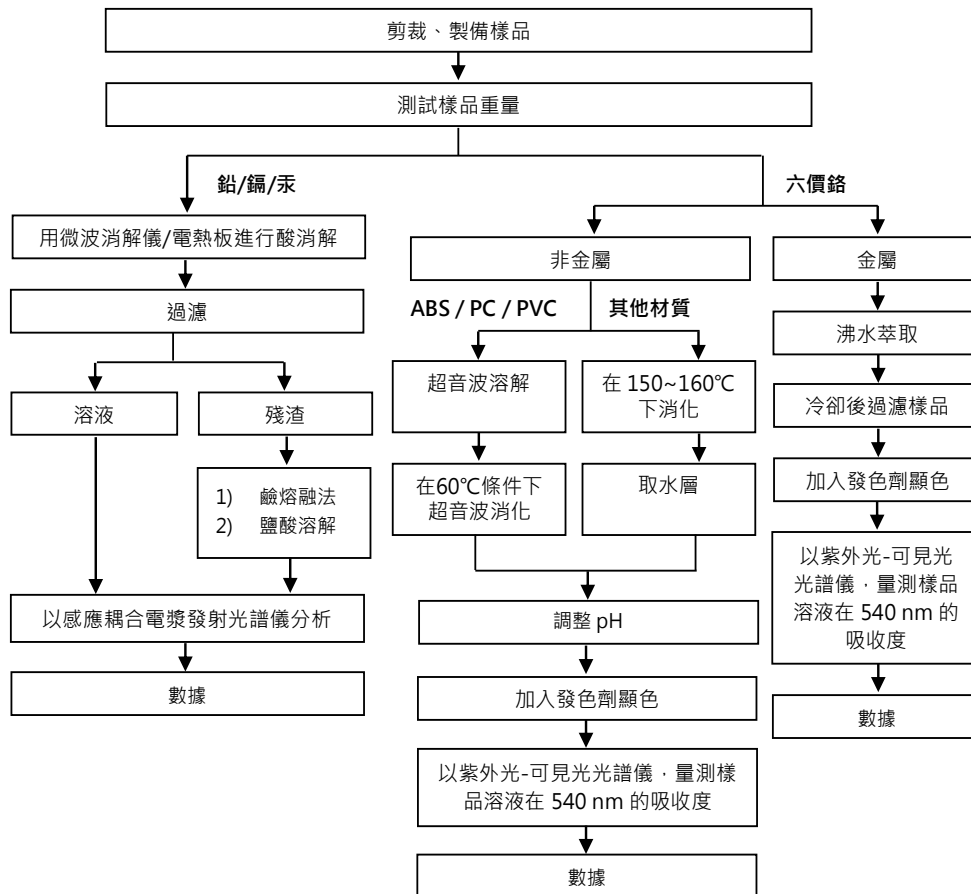 剪裁、製備樣品
測試樣品重量
鉛/鎘/汞
六價鉻
用微波消解儀/電熱板進行酸消解
過濾
溶液
殘渣
1) 鹼熔融法
2) 鹽酸溶解
以感應耦合電漿發射光譜儀分析
數據
非金屬
ABS / PC / PVC
其他材質
超音波溶解
在60℃條件下
超音波消化
在 150~160℃
下消化
取水層
調整 pH
加入發色劑顯色
以紫外光-可見光光譜儀，量測樣
品溶液在 540 nm 的吸收度
數據
金屬
沸水萃取
冷卻後過濾樣品
加入發色劑顯色
以紫外光-可見光
光譜儀，量測樣品
溶液在 540 nm 的
吸收度
數據